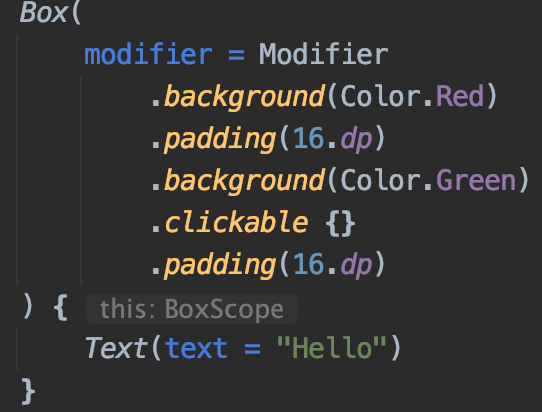 Box(
    modifier = Modifier
        .background(Color.Red)
        .padding(16.dp)
        .background(Color.Green)
        .clickable {}
        .padding(16.dp)
) { this: BoxScope
    Text(text = "Hello")
}